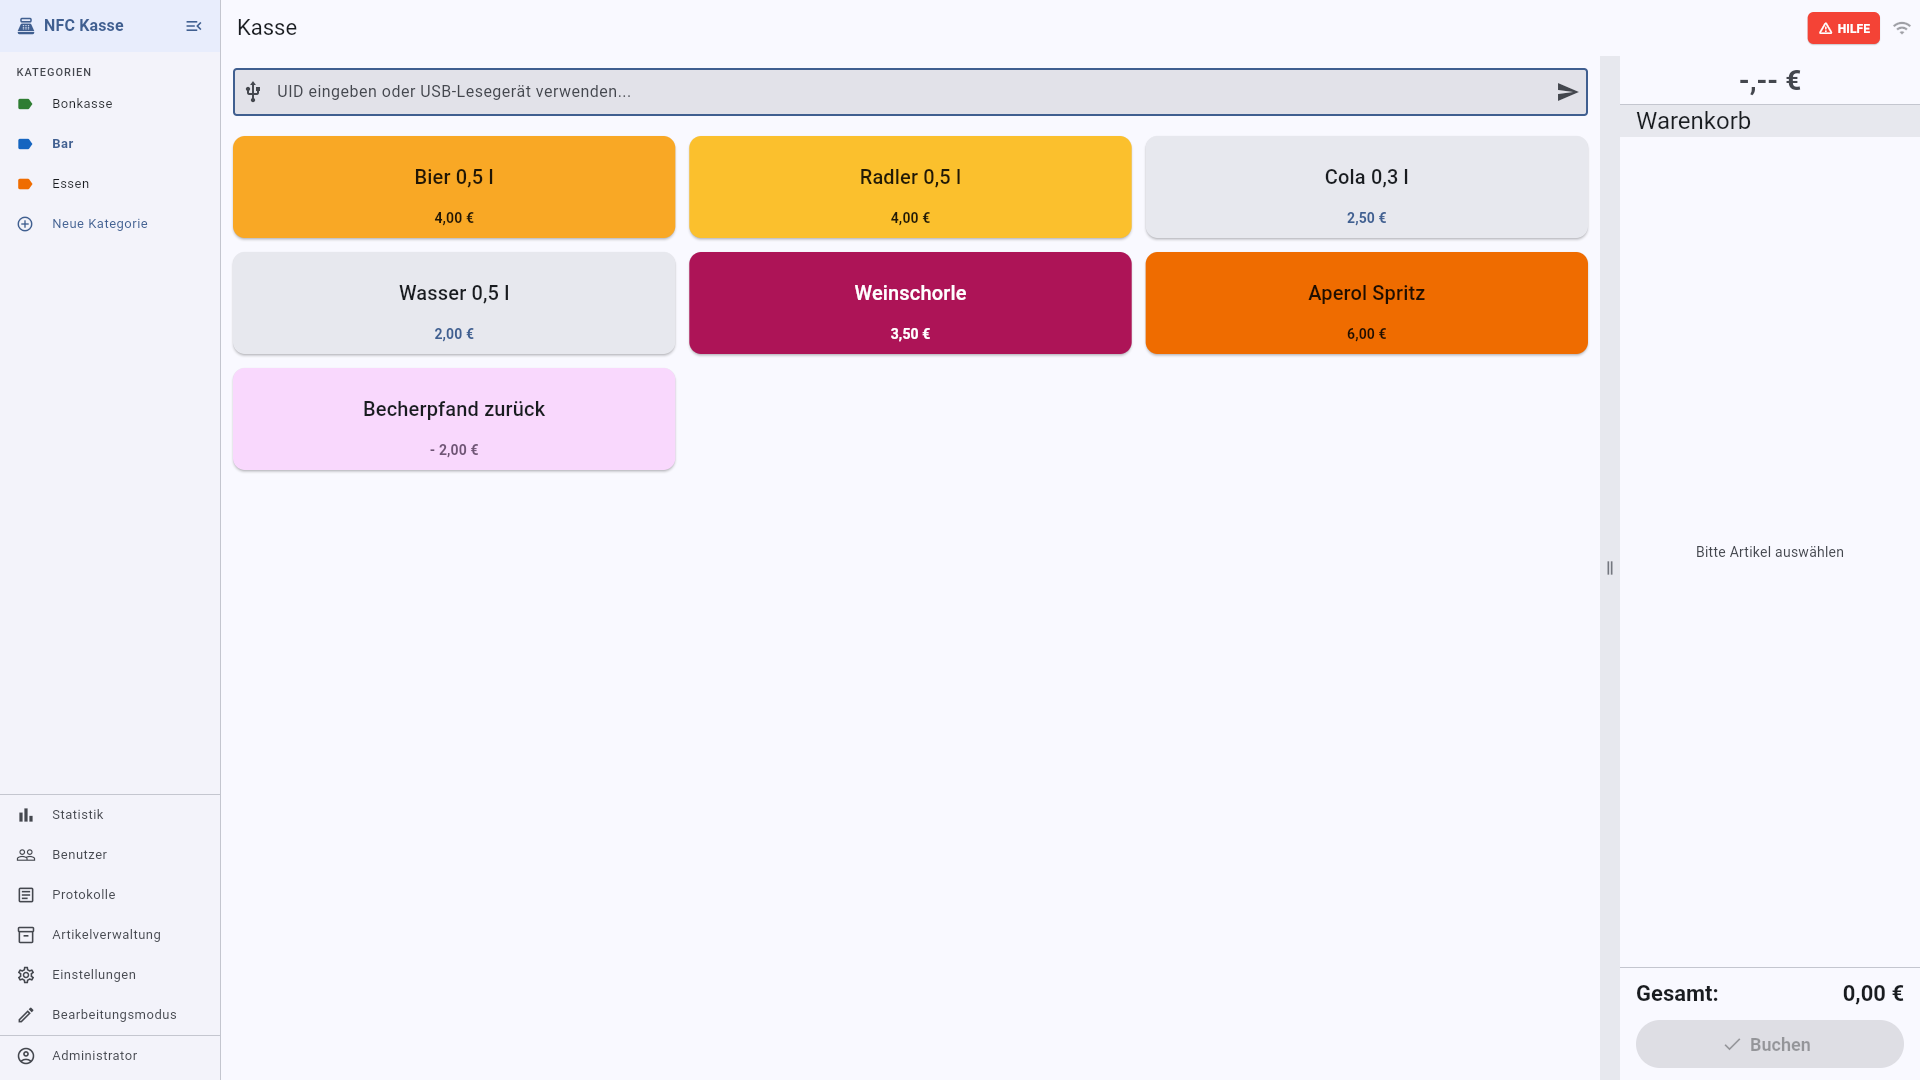 NFC Kasse
KATEGORIEN
Bonkasse
Bar
Essen
Neue Kategorie
Statistik
Benutzer
Protokolle
Artikelverwaltung
Einstellungen
Bearbeitungsmodus
Administrator
Kasse
HILFE
UID eingeben oder USB-Lesegerät verwenden...
Bier 0,5 l
4,00 €
Radler 0,5 l
4,00 €
Cola 0,3 l
2,50 €
Wasser 0,5 l
2,00 €
Weinschorle
3,50 €
Aperol Spritz
6,00 €
Becherpfand zurück
- 2,00 €
-,-- €
Warenkorb
Bitte Artikel auswählen
Gesamt: 0,00 €
Buchen